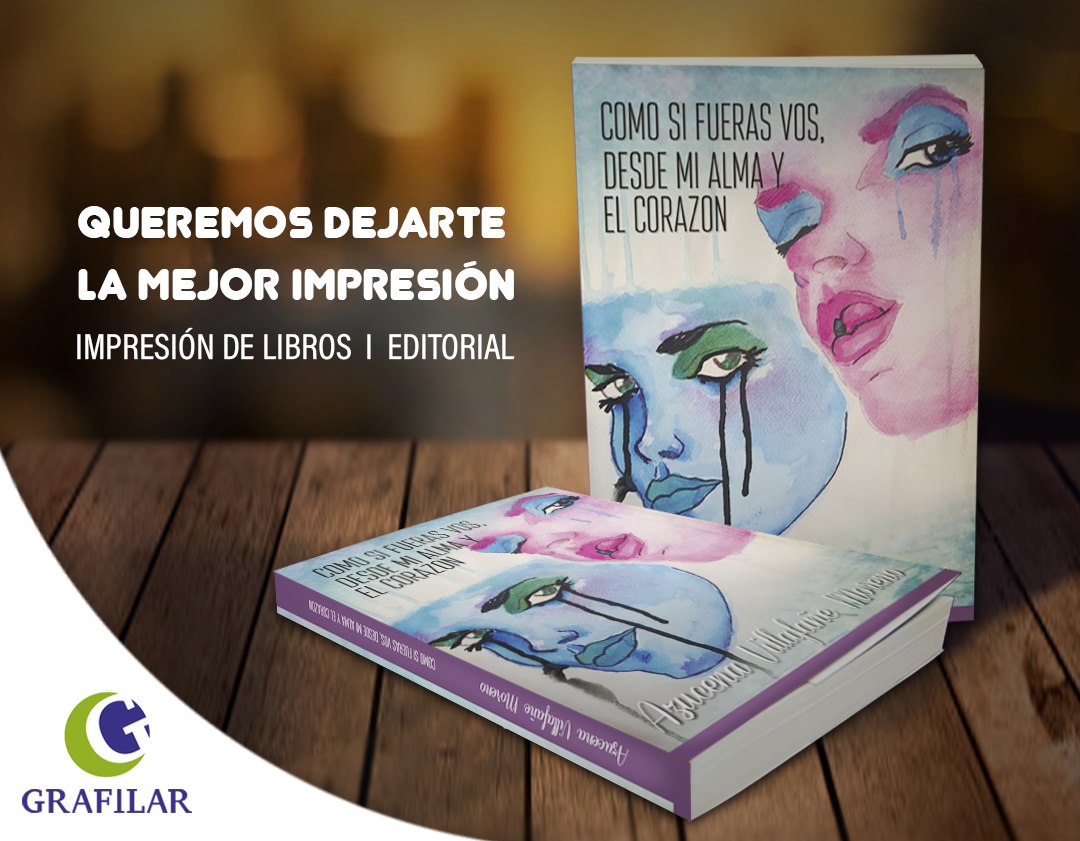 QUEREMOS DEJARTE
LA MEJOR IMPRESIÓN
IMPRESIÓN DE LIBROS | EDITORIAL
COMO SI FUERAS VOS,
DESDE MI ALMA Y
EL CORAZON
COMO SI FUERAS VOS,
DESDE MI ALMA Y
EL CORAZON
Azucena Villafañe Moreno
COMO SI FUERAS VOS, DESDE MI ALMA Y EL CORAZON
Azucena Villafañe Moreno
GRAFILAR